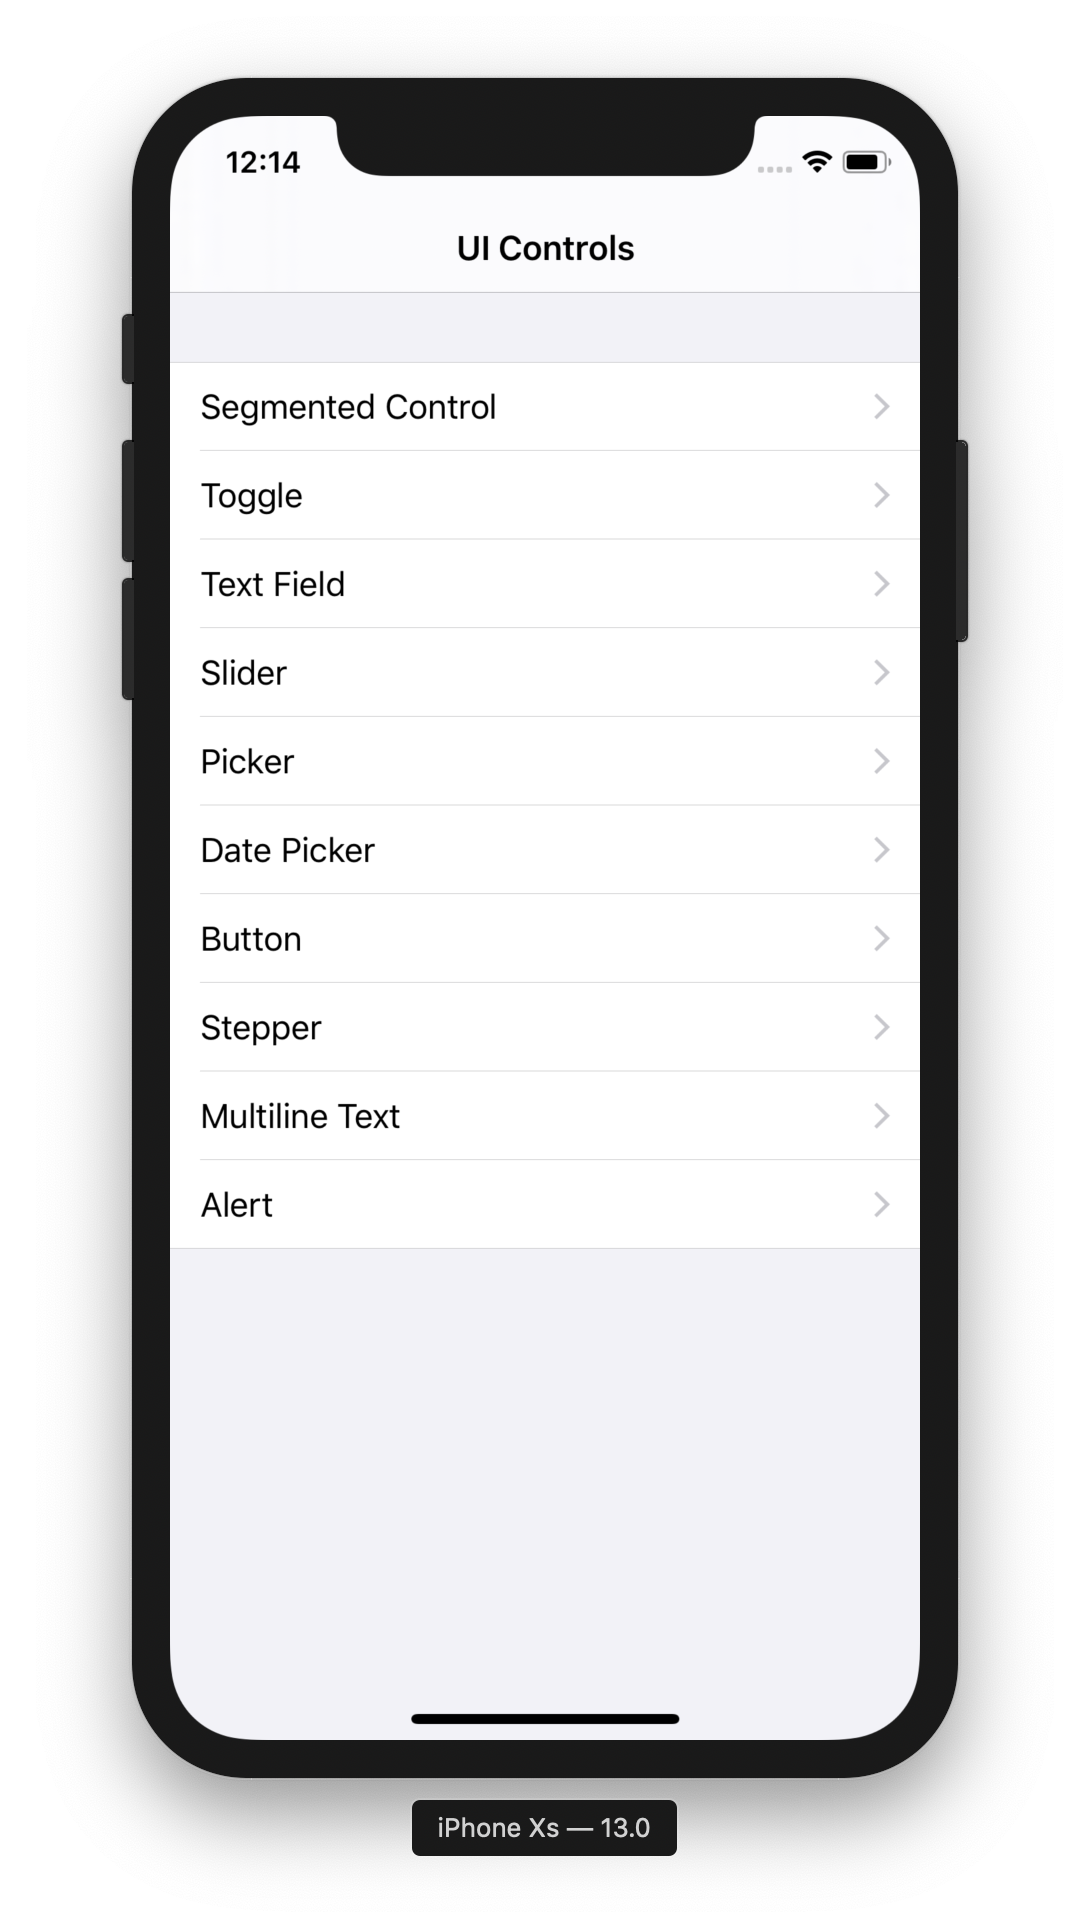 12:14
UI Controls
Segmented Control
Toggle
Text Field
Slider
Picker
Date Picker
Button
Stepper
Multiline Text
Alert
iPhone Xs — 13.0